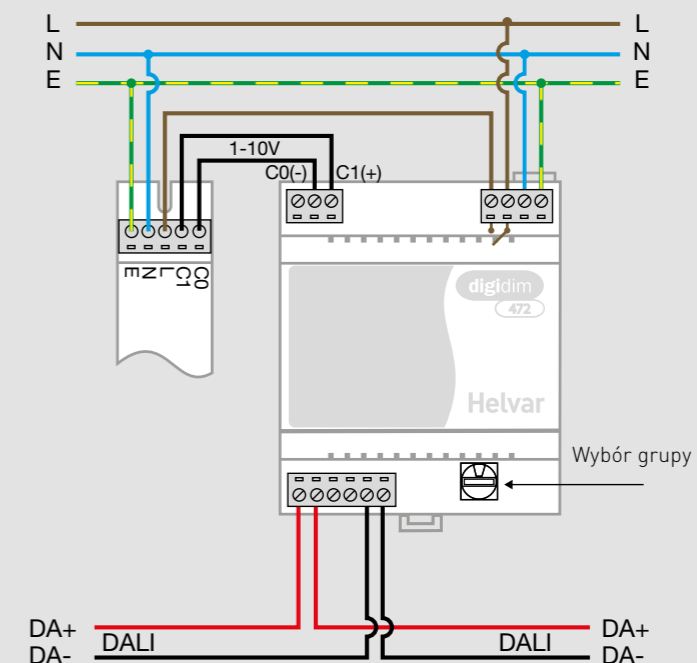 L L
N N
E E
1-10V
C0(-) C1(+)
E N L C1 C0
digidim
472
Helvar
Wybór grupy
DA+ DA+
DALI DALI
DA- DA-